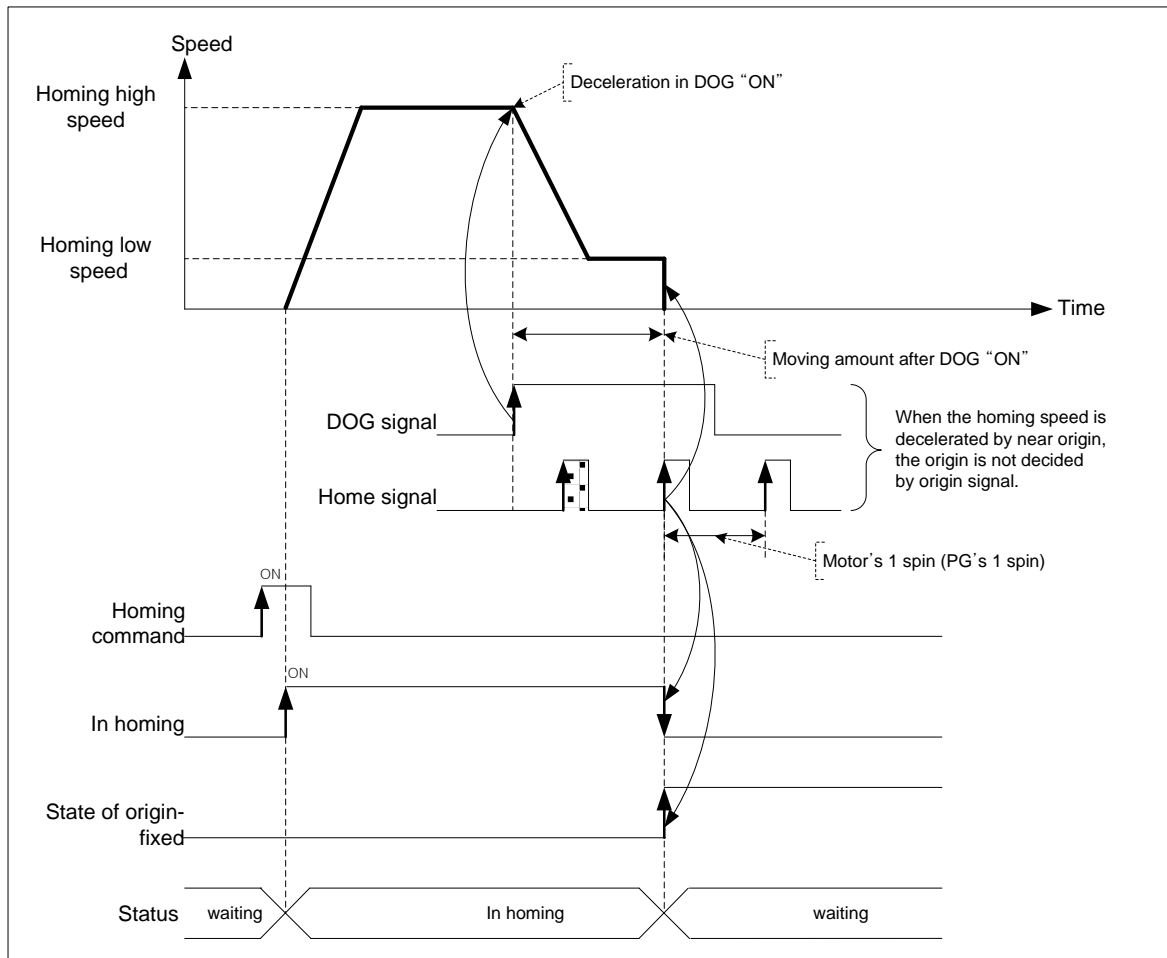 Speed
Deceleration in DOG “ON”
Homing high
speed
Homing low
speed
Time
Moving amount after DOG “ON”
DOG signal
When the homing speed is
decelerated by near origin,
the origin is not decided
by origin signal.
Home signal
Motor’s 1 spin (PG’s 1 spin)
ON
Homing
command
ON
In homing
State of origin-
fixed
Status
waiting
In homing
waiting